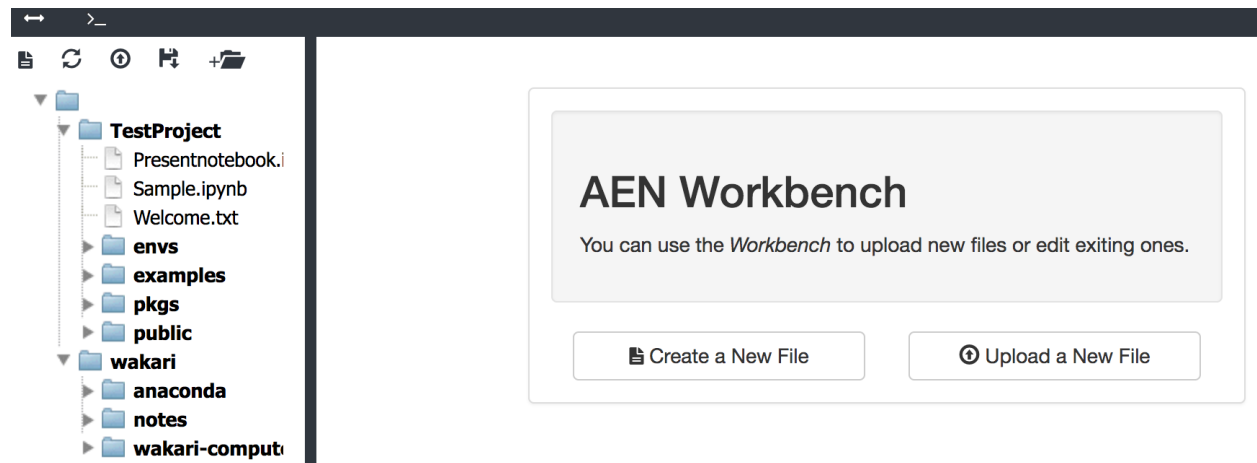 >_
TestProject
Presentnotebook.i
Sample.ipynb
Welcome.txt
envs
examples
pkgs
public
wakari
anaconda
notes
wakari-comput
AEN Workbench
You can use the Workbench to upload new files or edit exiting ones.
Create a New File
Upload a New File